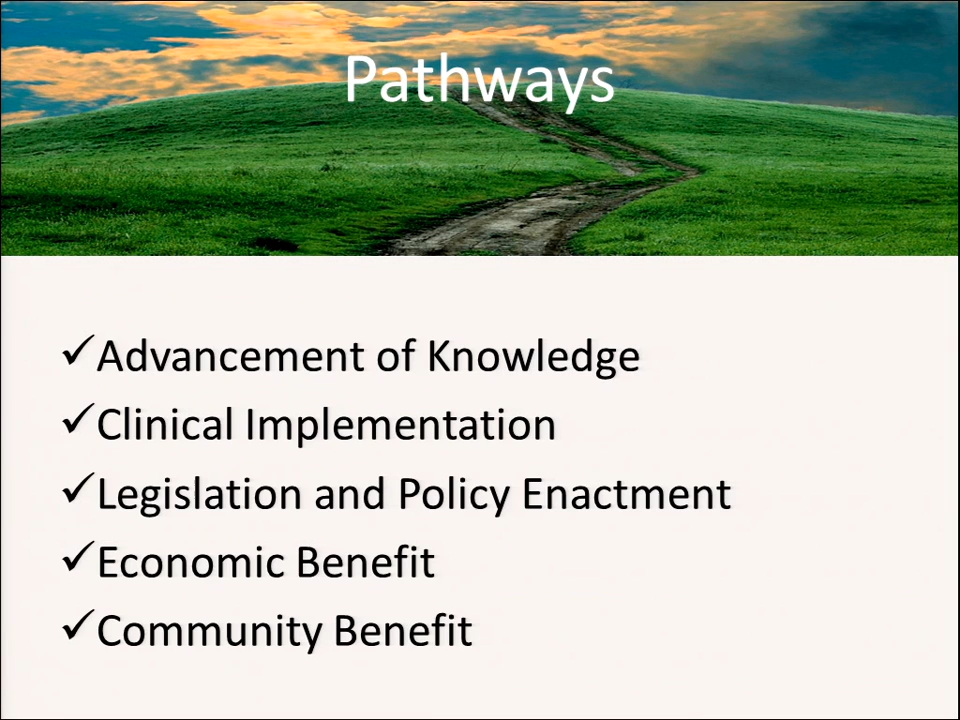 Pathways
✓Advancement of Knowledge
✓Clinical Implementation
✓Legislation and Policy Enactment
✓Economic Benefit
✓Community Benefit